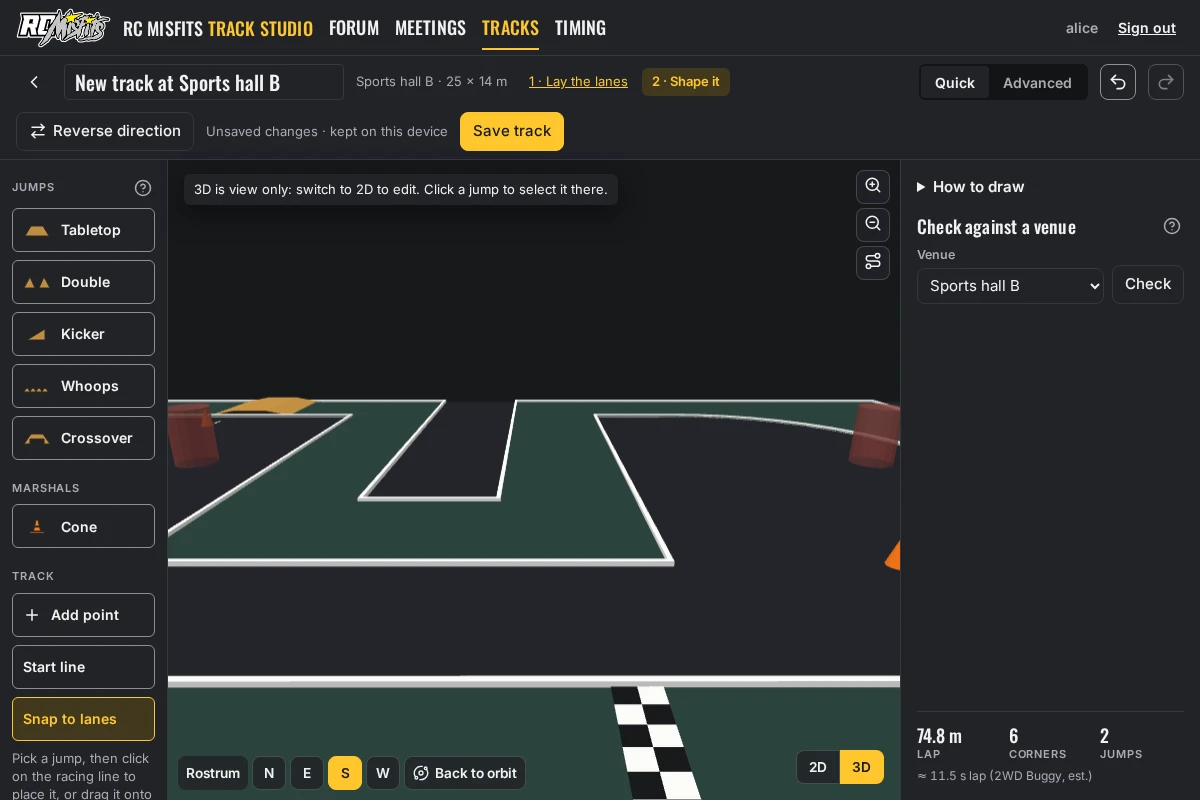 RC Misfits
RC MISFITS TRACK STUDIO
FORUM
MEETINGS
TRACKS
TIMING
alice
Sign out
New track at Sports hall B
Sports hall B · 25 × 14 m
1 · Lay the lanes
2 · Shape it
Quick
Advanced
Reverse direction
Unsaved changes · kept on this device
Save track
JUMPS
Tabletop
Double
Kicker
Whoops
Crossover
MARSHALS
Cone
TRACK
Add point
Start line
Snap to lanes
Pick a jump, then click
on the racing line to
place it, or drag it onto
3D is view only: switch to 2D to edit. Click a jump to select it there.
Rostrum
N
E
S
W
Back to orbit
2D
3D
How to draw
Check against a venue
Venue
Sports hall B
Check
74.8 m
LAP
6
CORNERS
2
JUMPS
≈ 11.5 s lap (2WD Buggy, est.)